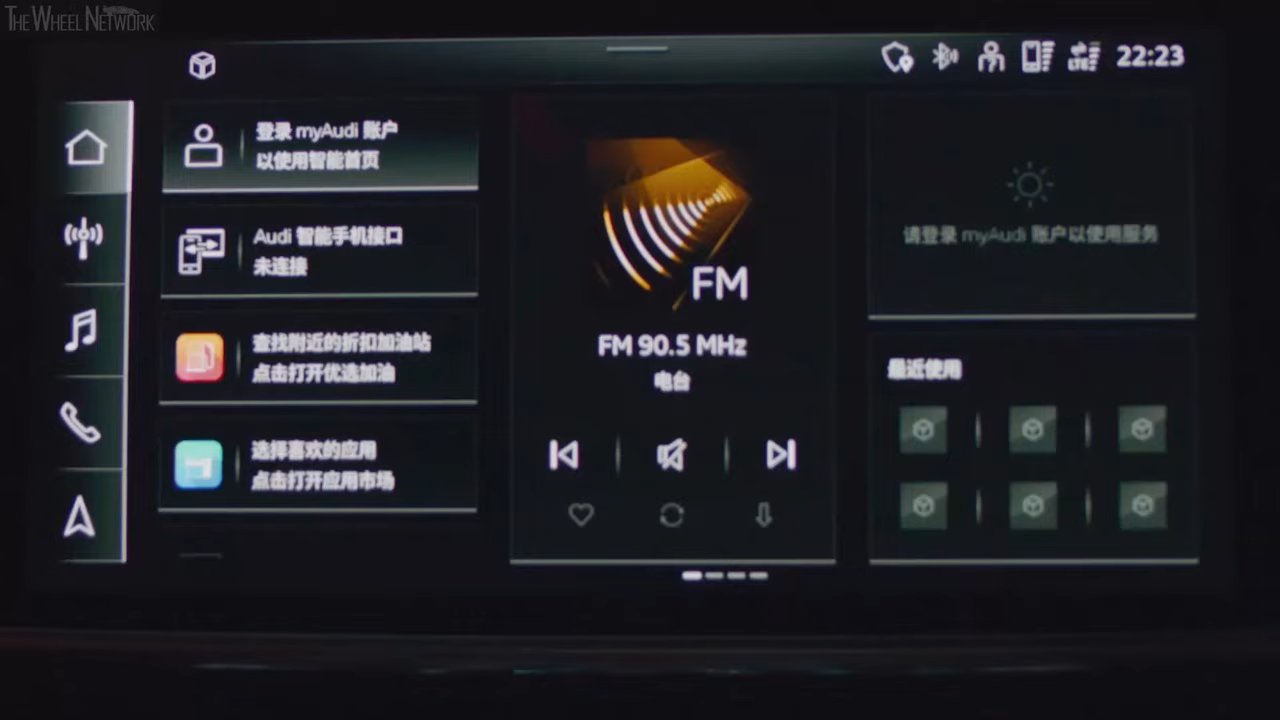 THE WHEEL NETWORK
LTE 22:23
登录 myAudi 账户
以使用智能首页
Audi 智能手机接口
未连接
查找附近的折扣加油站
点击打开优选加油
选择喜欢的应用
点击打开应用市场
FM
FM 90.5 MHz
电台
请登录 myAudi 账户以使用服务
最近使用